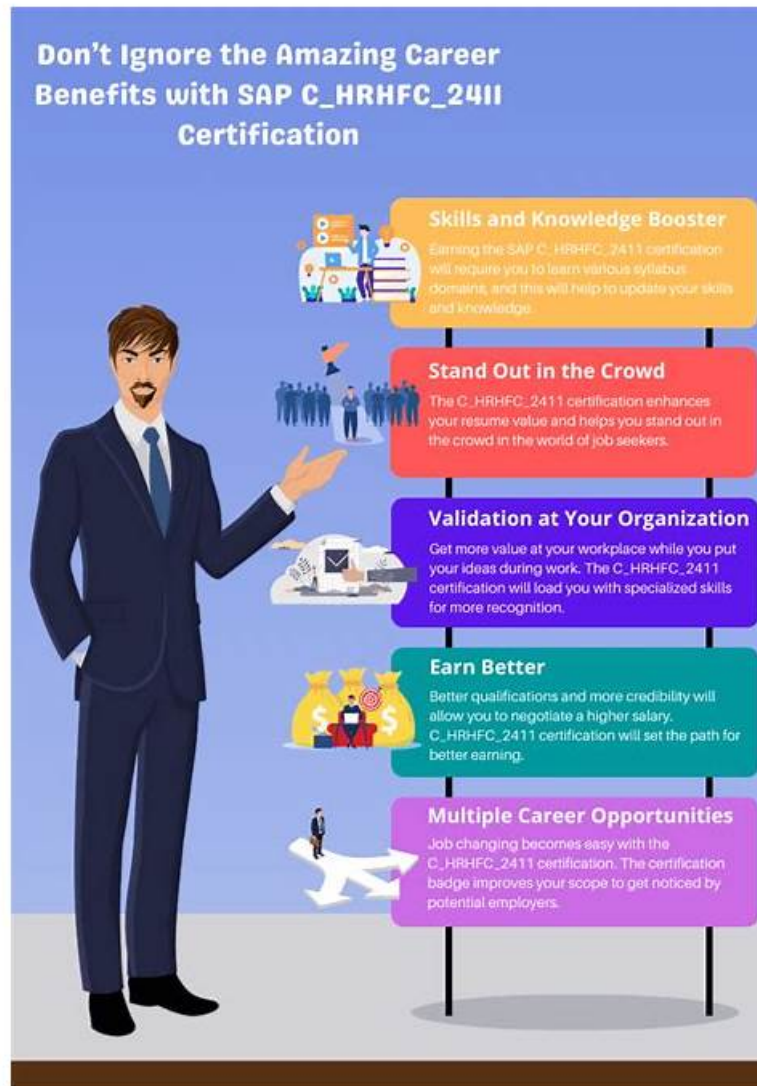 Don't Ignore the Amazing Career
Benefits with SAP C_HRHFC_2411
Certification
Skills and Knowledge Booster
Earning the SAP C_HRHFC_2411 certification
will require you to learn various syllabus
domains, and this will help to update your skills
and knowledge.
Stand Out in the Crowd
The C_HRHFC_2411 certification enhances
your resume value and helps you stand out in
the crowd in the world of job seekers.
Validation at Your Organization
Get more value at your workplace while you put
your ideas during work. The C_HRHFC_2411
certification will load you with specialized skills
for more recognition.
$ $
Earn Better
Better qualifications and more credibility will
allow you to negotiate a higher salary.
C_HRHFC_2411 certification will set the path for
better earning.
Multiple Career Opportunities
Job changing becomes easy with the
C_HRHFC_2411 certification. The certification
badge improves your scope to get noticed by
potential employers.